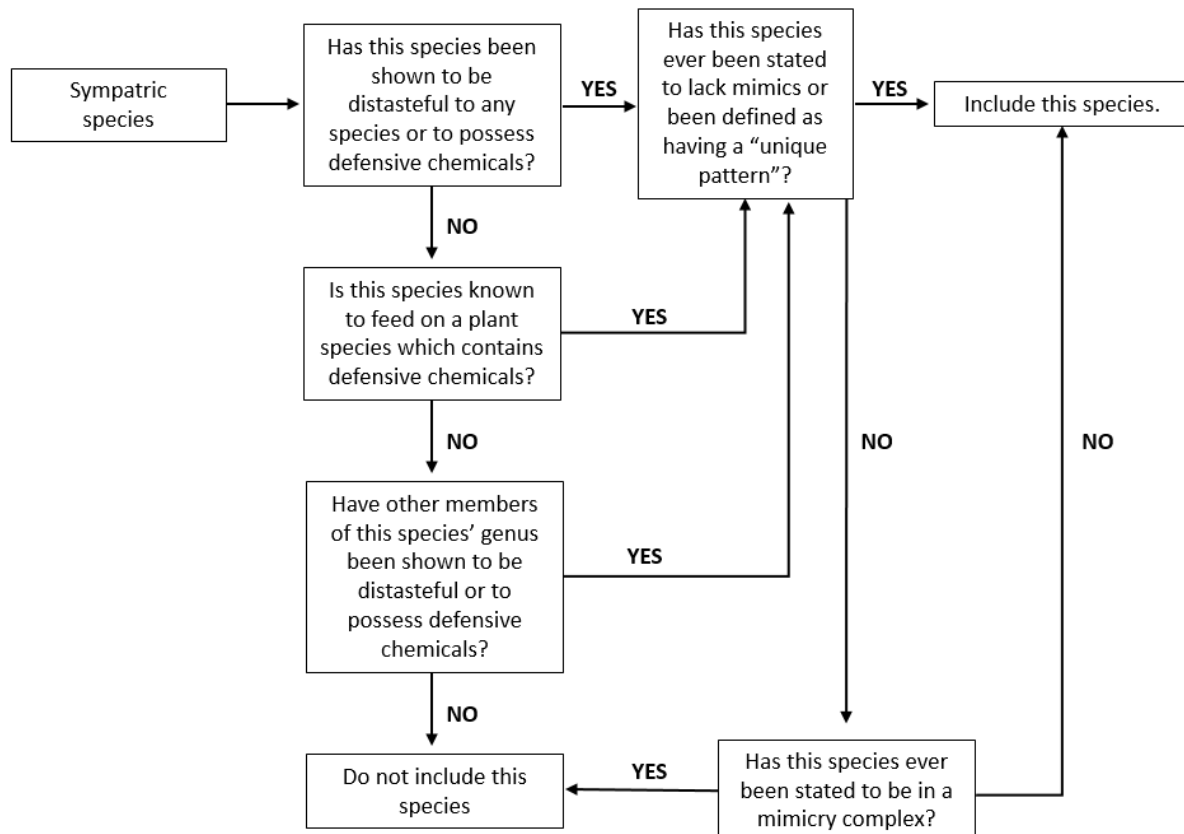 Sympatric
species
Has this species been
shown to be
distasteful to any
species or to possess
defensive chemicals?
YES
Has this species
ever been stated
to lack mimics or
been defined as
having a “unique
pattern”?
YES
Include this species.
NO
Is this species known
to feed on a plant
species which contains
defensive chemicals?
YES
NO
Have other members
of this species’ genus
been shown to be
distasteful or to
possess defensive
chemicals?
YES
NO
NO
NO
Do not include this
species
YES
Has this species ever
been stated to be in a
mimicry complex?